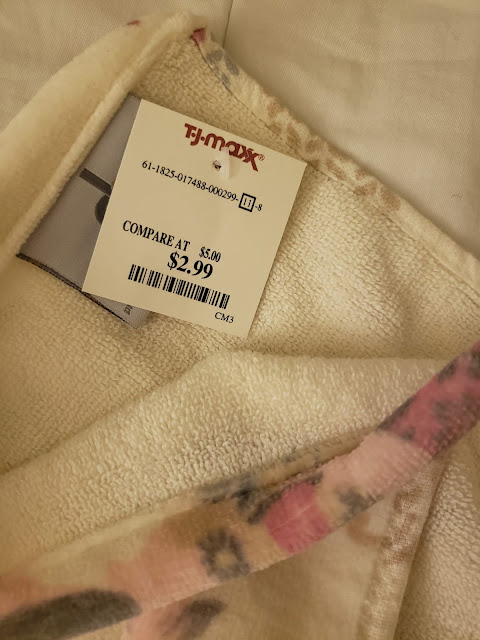 T·J·maxx®
61-1825-017488-000299-11-8
COMPARE AT $5.00
$2.99
CM3